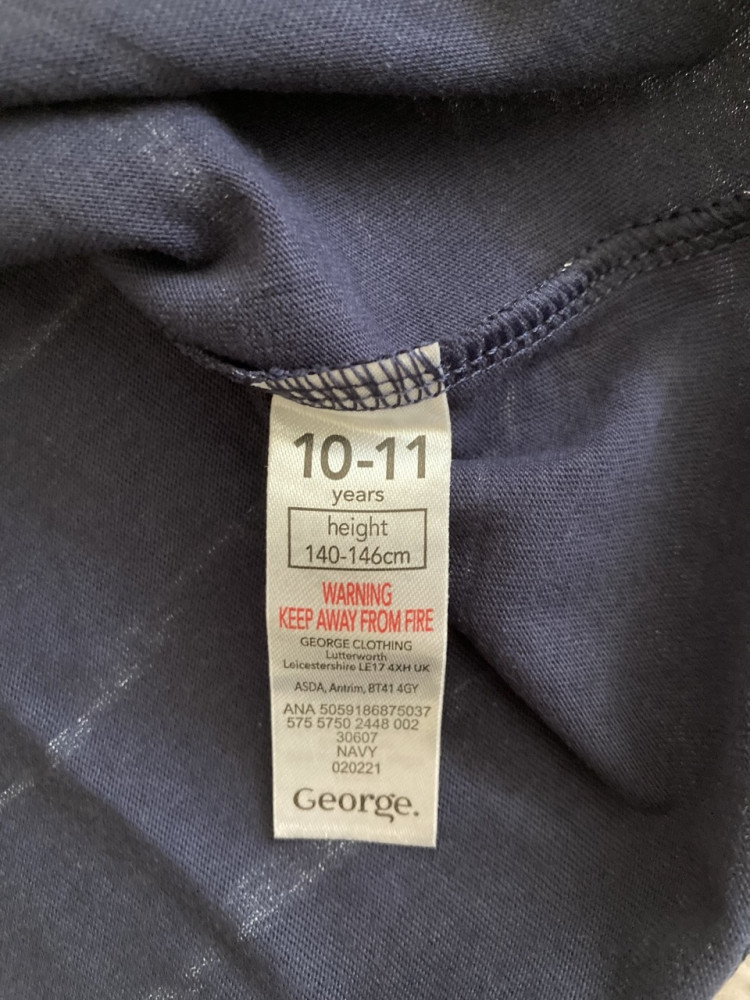 10-11
years
height
140-146cm
WARNING
KEEP AWAY FROM FIRE
GEORGE CLOTHING
Lutterworth
Leicestershire LE17 4XH UK
ASDA, Antrim, BT41 4GY
ANA 5059186875037
575 5750 2448 002
30607
NAVY
020221
George.